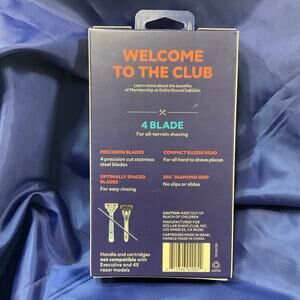 WELCOME
TO THE CLUB
Learn more about the benefits
of Membership at DollarShaveClub.com
4 BLADE
For all-terrain shaving
PRECISION BLADES
4 precision cut stainless
steel blades
COMPACT RAZOR HEAD
For all hard to shave places
OPTIMALLY SPACED
BLADES
For easy rinsing
360° DIAMOND GRIP
No slips or slides
Handle and cartridges
not compatible with
Executive and 4X
razor models
CAUTION: KEEP OUT OF
REACH OF CHILDREN.
MANUFACTURED FOR
DOLLAR SHAVE CLUB, INC.
LOS ANGELES, CA 90292
CARTRIDGES MADE IN ISRAEL
HANDLE MADE IN CHINA